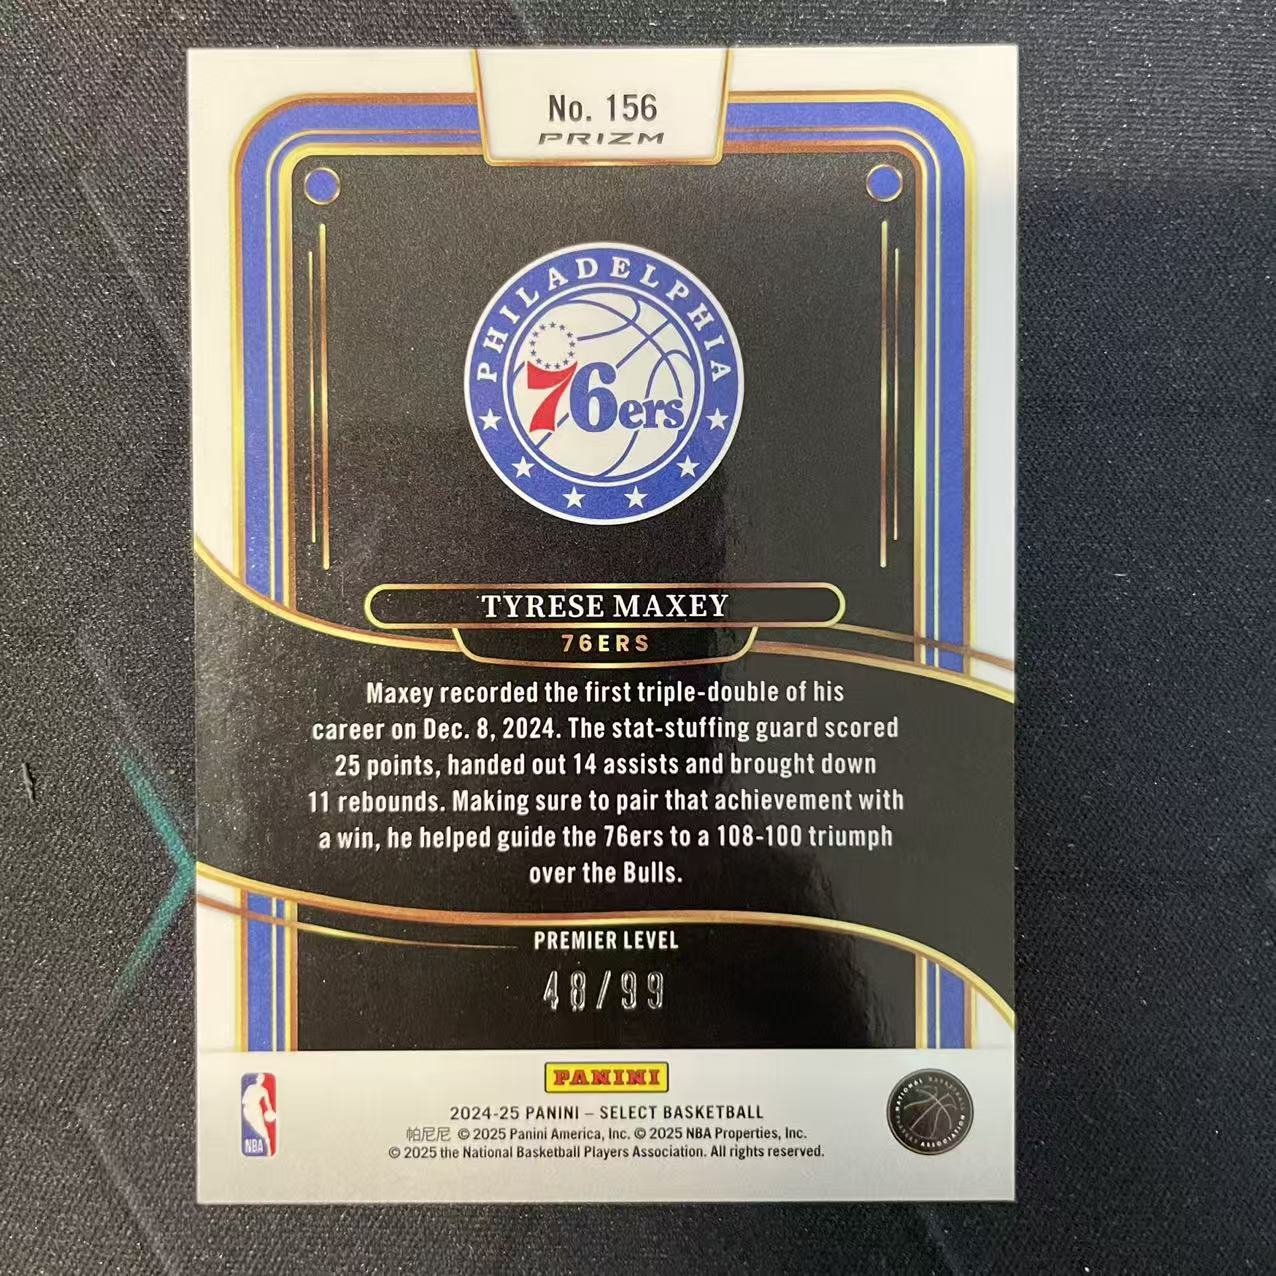 No. 156
PRIZM
PHILADELPHIA
76ers
TYRESE MAXEY
76ERS
Maxey recorded the first triple-double of his
career on Dec. 8, 2024. The stat-stuffing guard scored
25 points, handed out 14 assists and brought down
11 rebounds. Making sure to pair that achievement with
a win, he helped guide the 76ers to a 108-100 triumph
over the Bulls.
PREMIER LEVEL
48/99
PANINI
NBA
2024-25 PANINI – SELECT BASKETBALL
帕尼尼 © 2025 Panini America, Inc. © 2025 NBA Properties, Inc.
© 2025 the National Basketball Players Association. All rights reserved.
NATIONAL BASKETBALL
PLAYERS ASSOCIATION